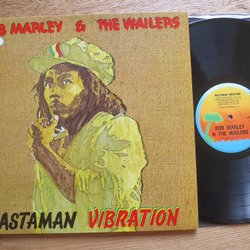 B MARLEY & THE WAILERS
ASTAMAN VIBRATION
BOB MARLEY
& THE WAILERS